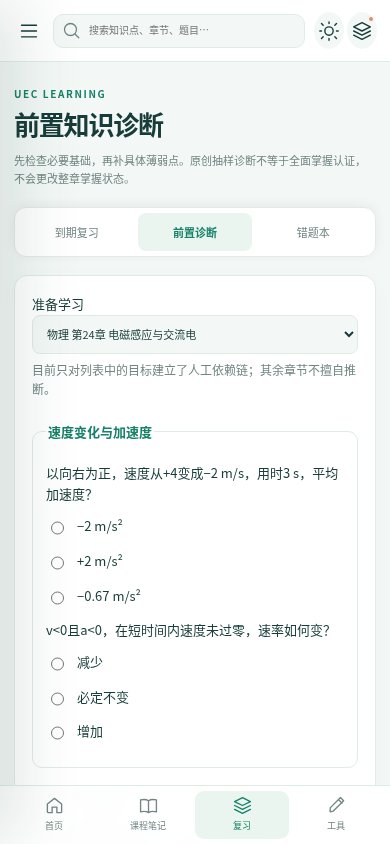 搜索知识点、章节、题目…
UEC LEARNING
前置知识诊断
先检查必要基础，再补具体薄弱点。原创抽样诊断不等于全面掌握认证，
不会更改整章掌握状态。
到期复习
前置诊断
错题本
准备学习
物理 第24章 电磁感应与交流电
目前只对列表中的目标建立了人工依赖链；其余章节不擅自推
断。
速度变化与加速度
以向右为正，速度从+4变成−2 m/s，用时3 s，平均
加速度？
−2 m/s²
+2 m/s²
−0.67 m/s²
v<0且a<0，在短时间内速度未过零，速率如何变？
减少
必定不变
增加
首页
课程笔记
复习
工具